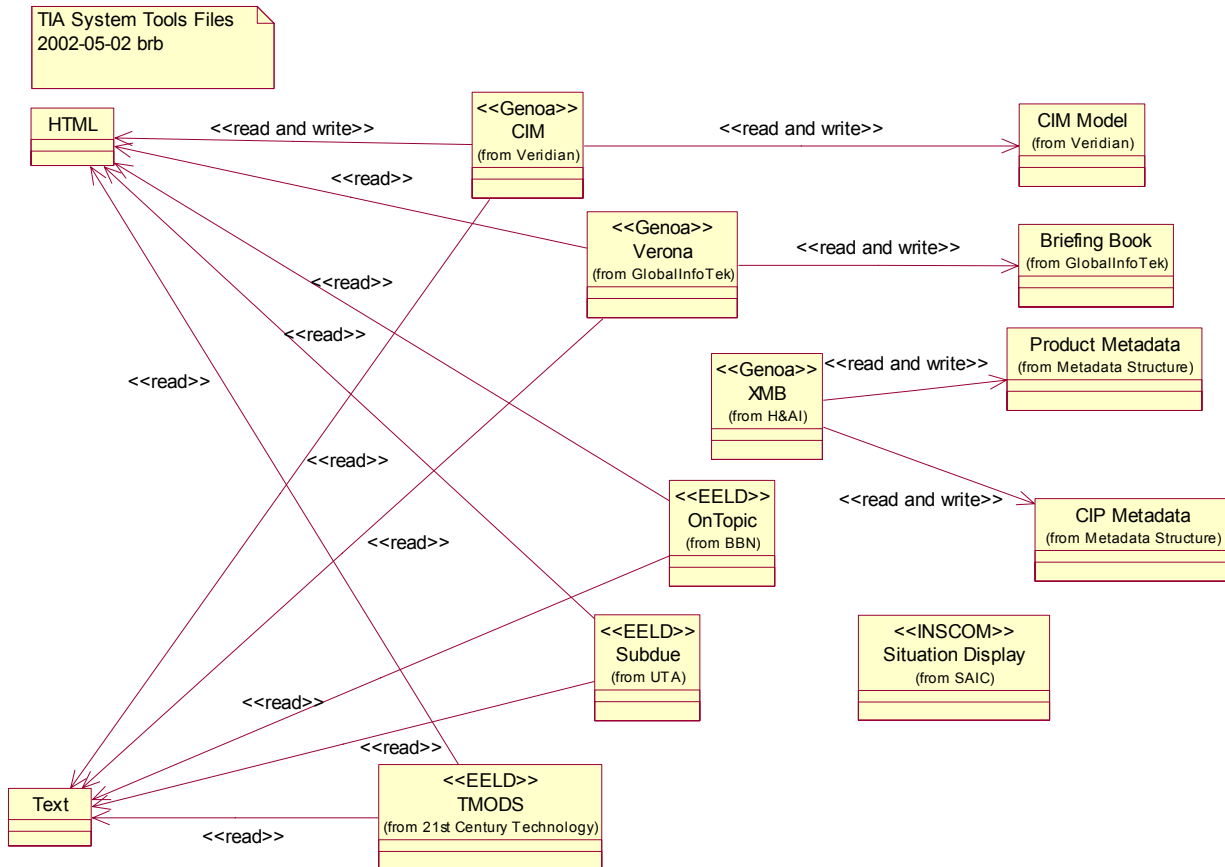 TIA System Tools Files
2002-05-02 brb
HTML
<<read and write>>
<<Genoa>>
CIM
(from Veridian)
<<read and write>>
CIM Model
(from Veridian)
<<read>>
<<Genoa>>
Verona
(from GlobalInfoTek)
<<read and write>>
Briefing Book
(from GlobalInfoTek)
<<read>>
<<read>>
<<read>>
<<Genoa>>
XMB
(from H&AI)
<<read and write>>
Product Metadata
(from Metadata Structure)
<<read>>
<<read and write>>
CIP Metadata
(from Metadata Structure)
<<EELD>>
OnTopic
(from BBN)
<<read>>
<<EELD>>
Subdue
(from UTA)
<<INSCOM>>
Situation Display
(from SAIC)
<<read>>
<<read>>
Text
<<read>>
<<EELD>>
TMODS
(from 21st Century Technology)